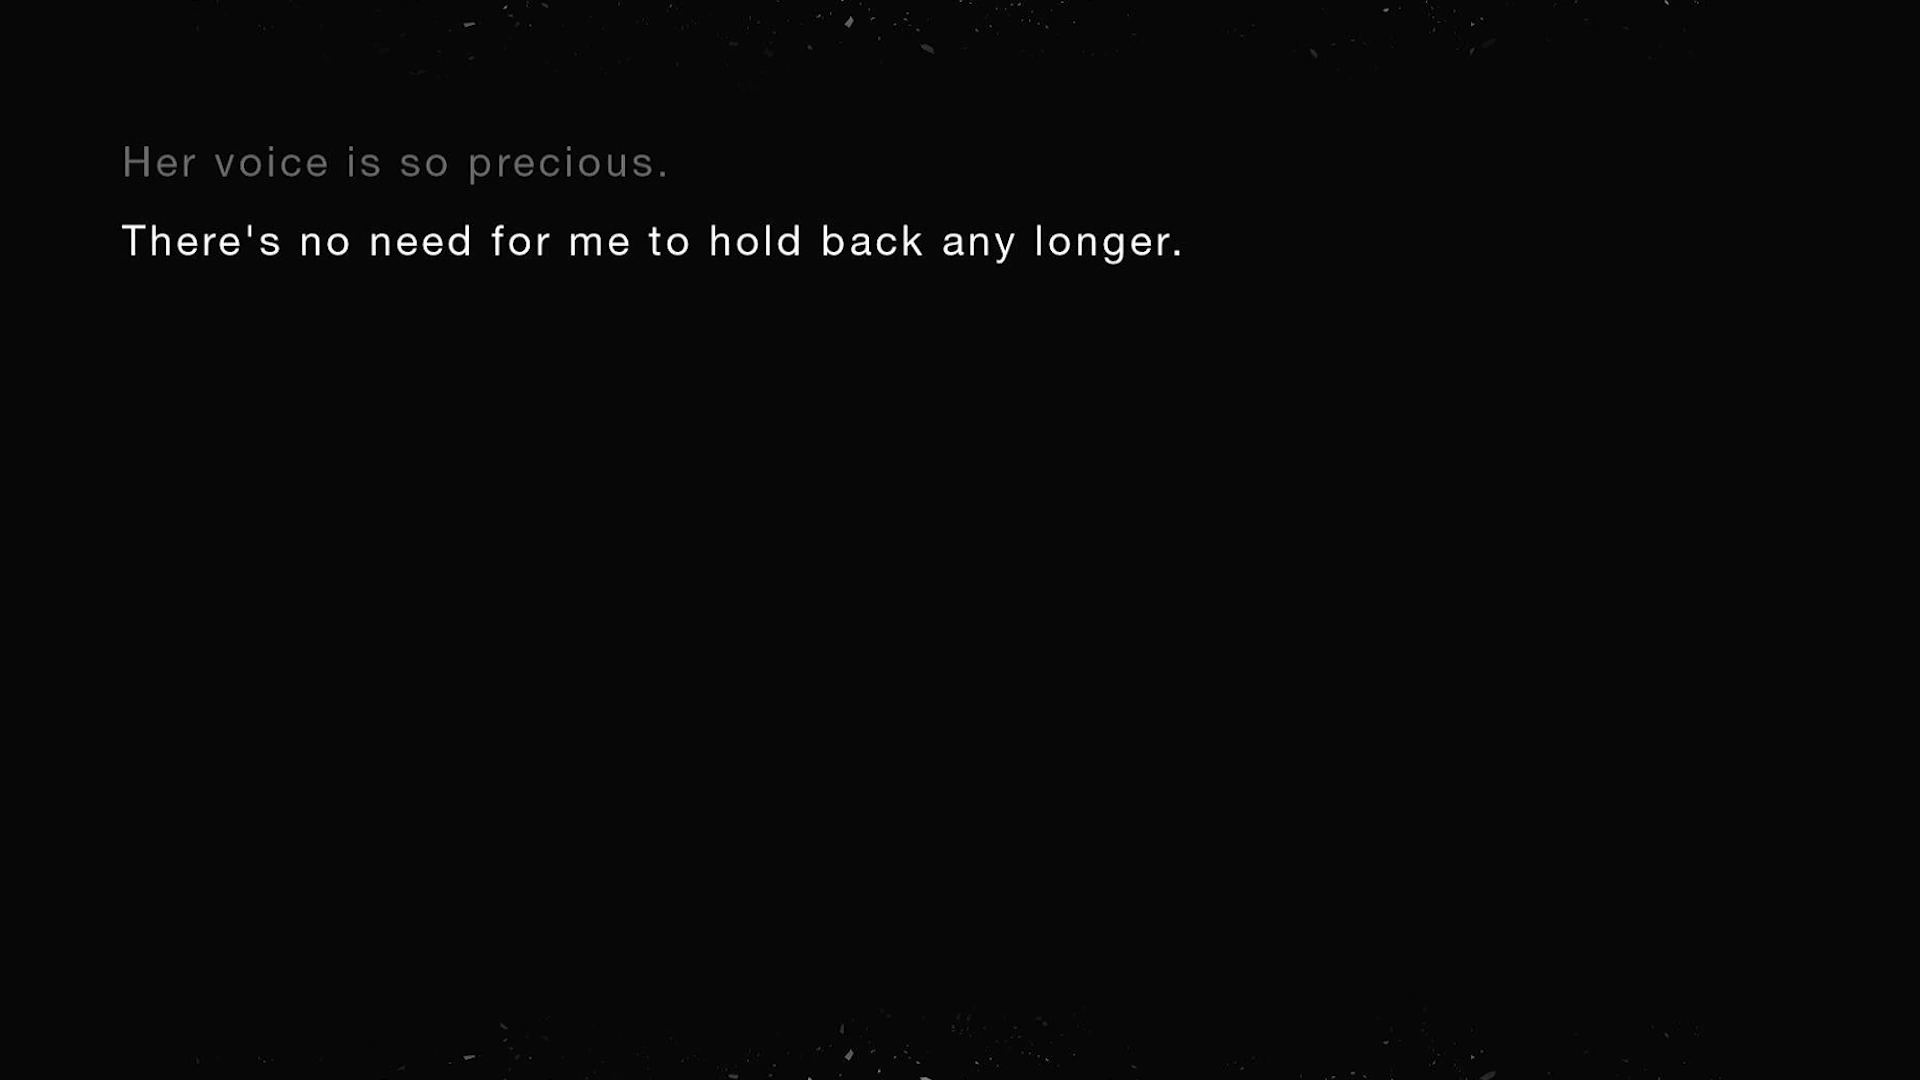 Her voice is so precious.
There's no need for me to hold back any longer.